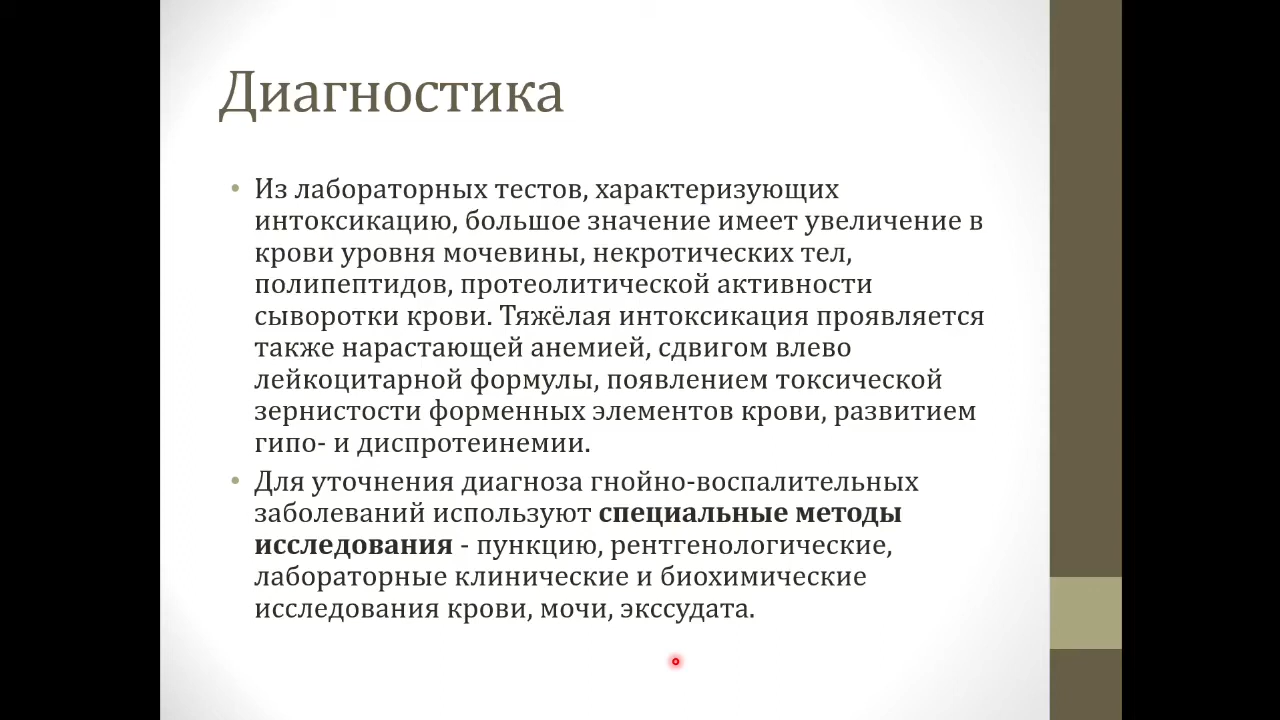 Диагностика
• Из лабораторных тестов, характеризующих
интоксикацию, большое значение имеет увеличение в
крови уровня мочевины, некротических тел,
полипептидов, протеолитической активности
сыворотки крови. Тяжёлая интоксикация проявляется
также нарастающей анемией, сдвигом влево
лейкоцитарной формулы, появлением токсической
зернистости форменных элементов крови, развитием
гипо- и диспротеинемии.
• Для уточнения диагноза гнойно-воспалительных
заболеваний используют специальные методы
исследования - пункцию, рентгенологические,
лабораторные клинические и биохимические
исследования крови, мочи, экссудата.